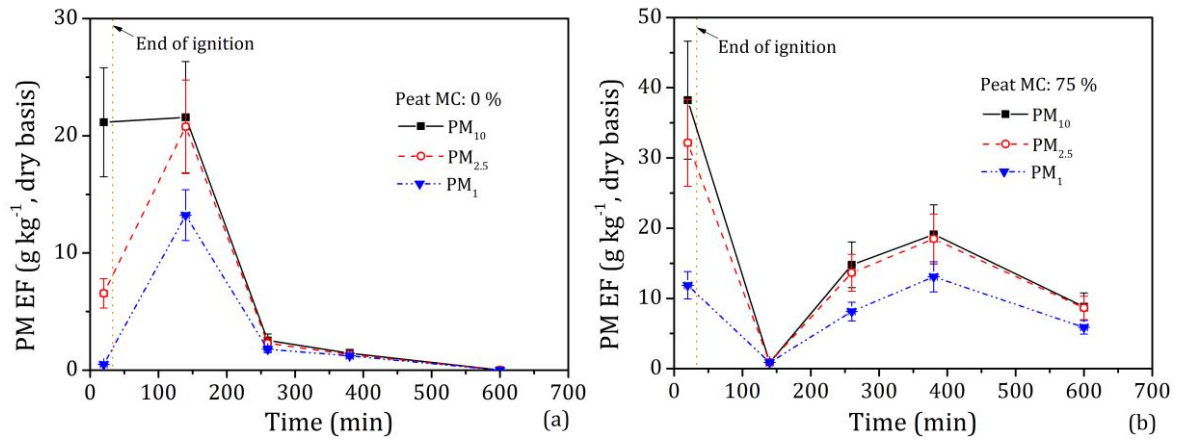 30
20
10
0
PM EF (g kg⁻¹, dry basis)
End of ignition
Peat MC: 0 %
PM₁₀
PM₂.₅
PM₁
0 100 200 300 400 500 600 700
Time (min)
(a)
50
40
30
20
10
0
PM EF (g kg⁻¹, dry basis)
End of ignition
Peat MC: 75 %
PM₁₀
PM₂.₅
PM₁
0 100 200 300 400 500 600 700
Time (min)
(b)